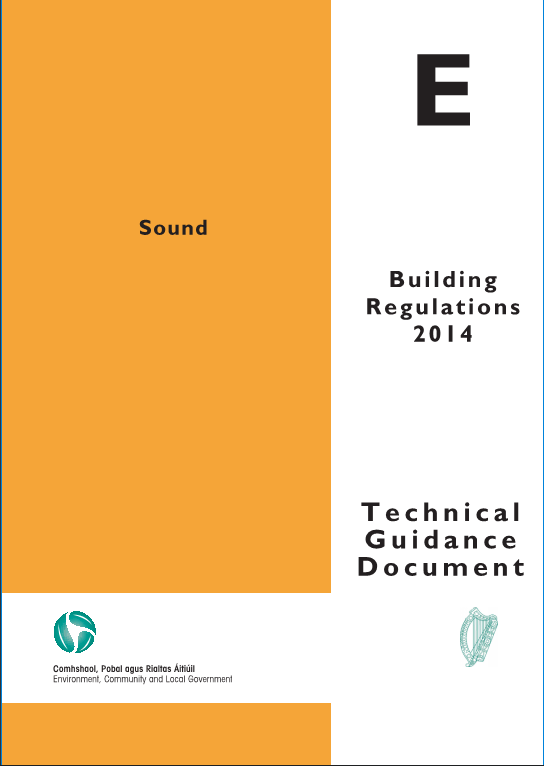 E
Sound
Building
Regulations
2014
Technical
Guidance
Document
Comhshaol, Pobal agus Rialtas Áitiúil
Environment, Community and Local Government